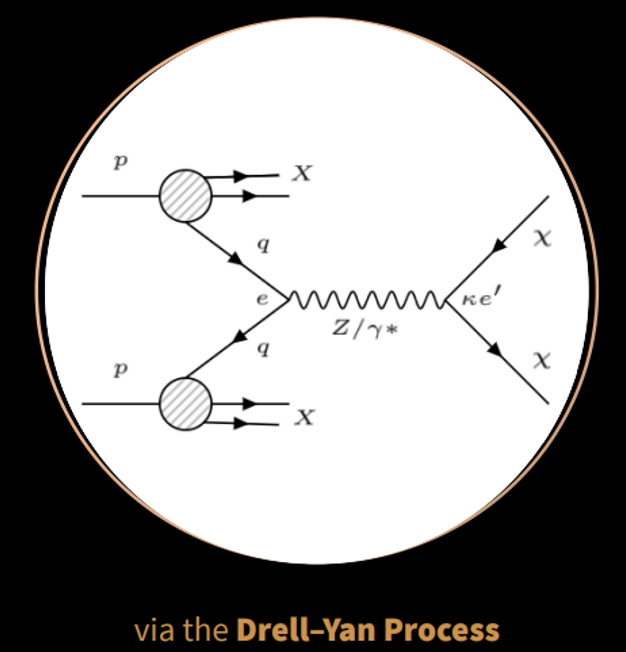 p
X
q
χ
e
κe′
Z/γ*
q
χ
p
X
via the Drell–Yan Process